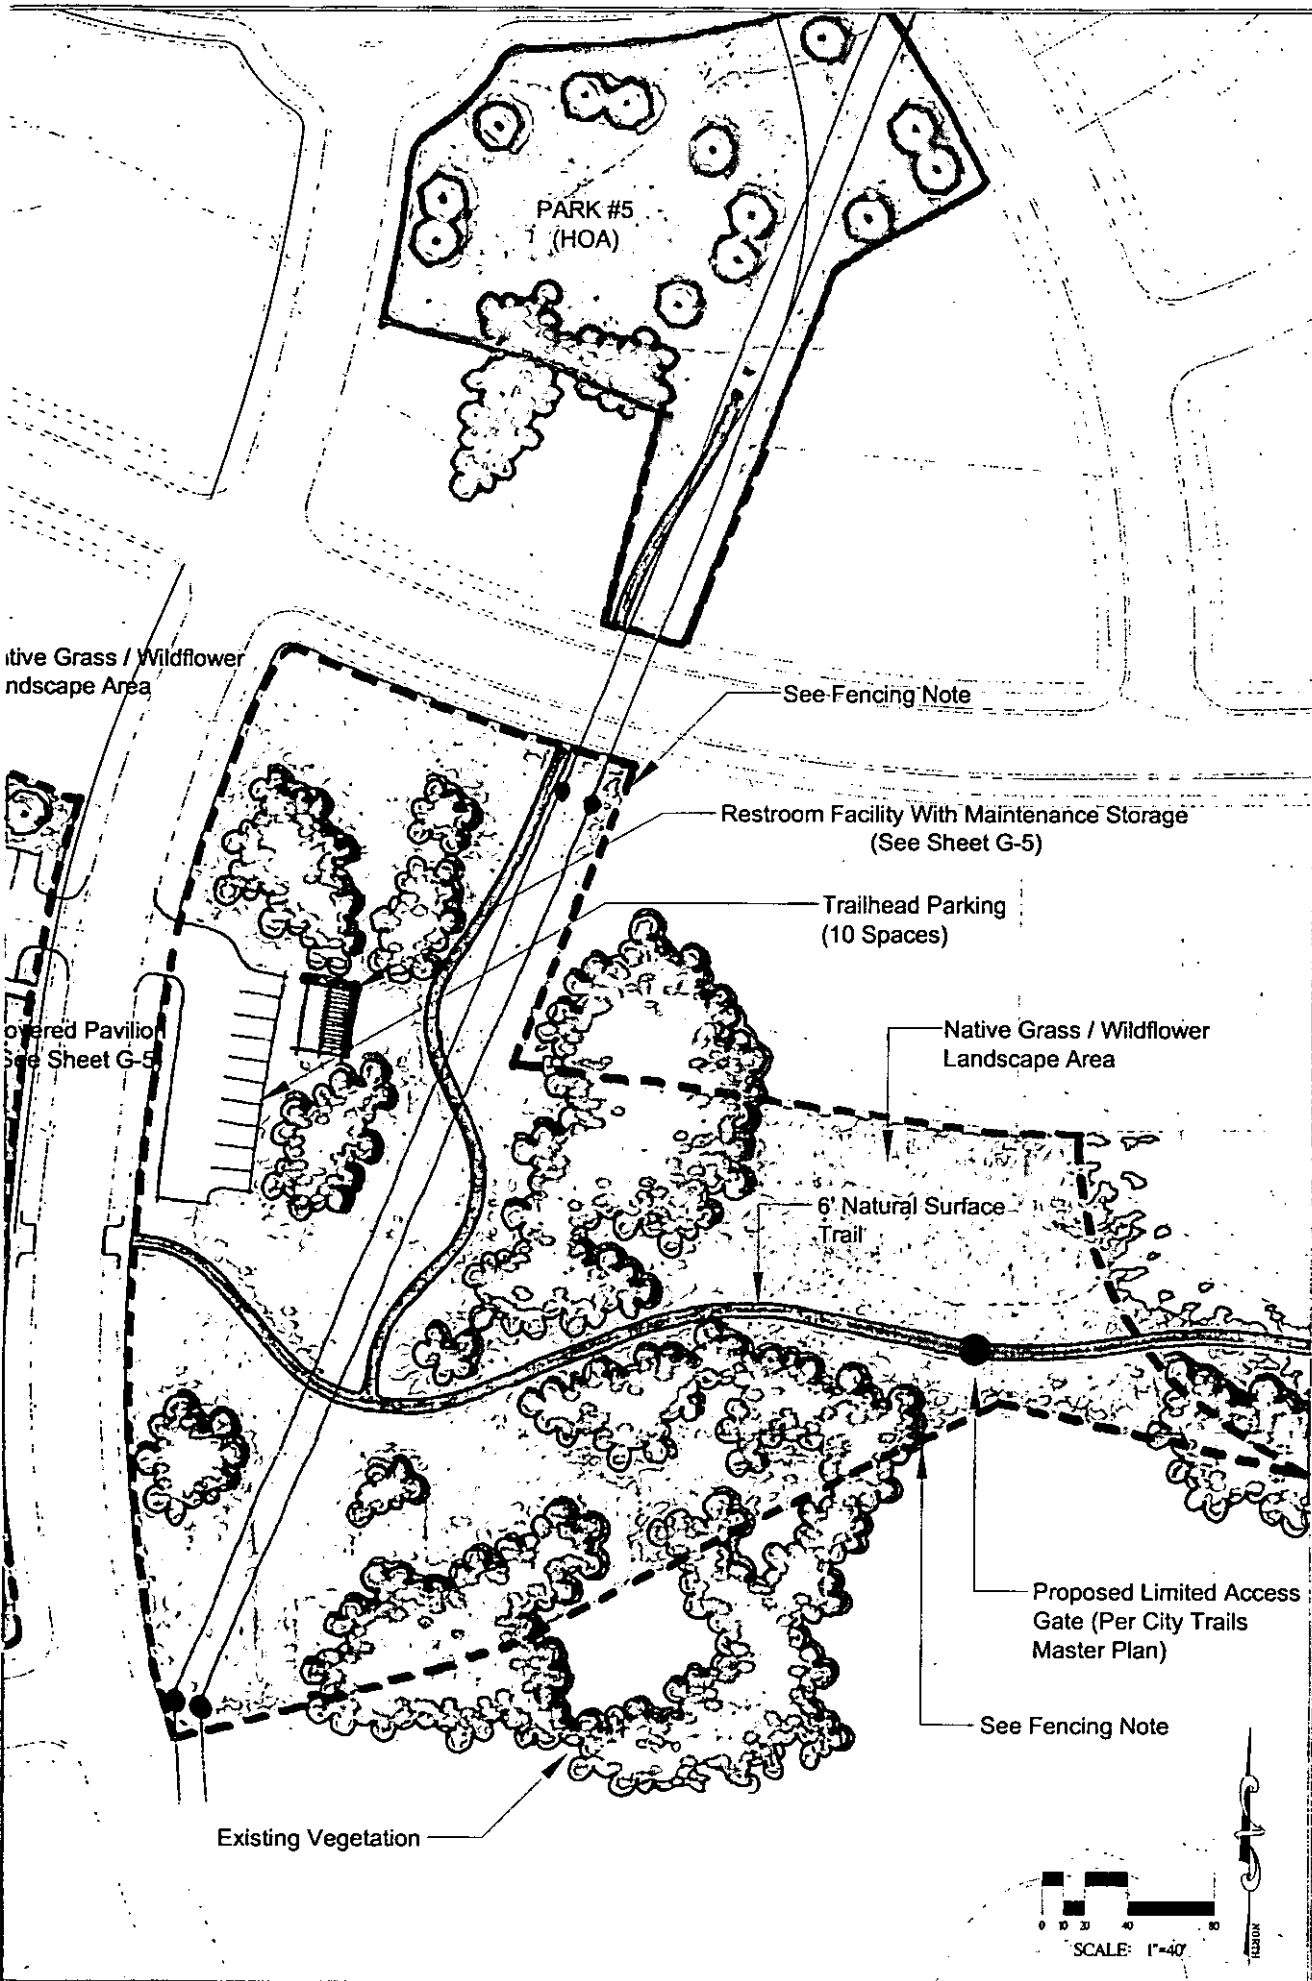 PARK #5
(HOA)
ative Grass / Wildflower
ndscape Area
See Fencing Note
Restroom Facility With Maintenance Storage
(See Sheet G-5)
Trailhead Parking
(10 Spaces)
overed Pavilion
See Sheet G-5
Native Grass / Wildflower
Landscape Area
6' Natural Surface
Trail
Proposed Limited Access
Gate (Per City Trails
Master Plan)
See Fencing Note
Existing Vegetation
0 10 20 40 80
SCALE: 1"=40'
NORTH